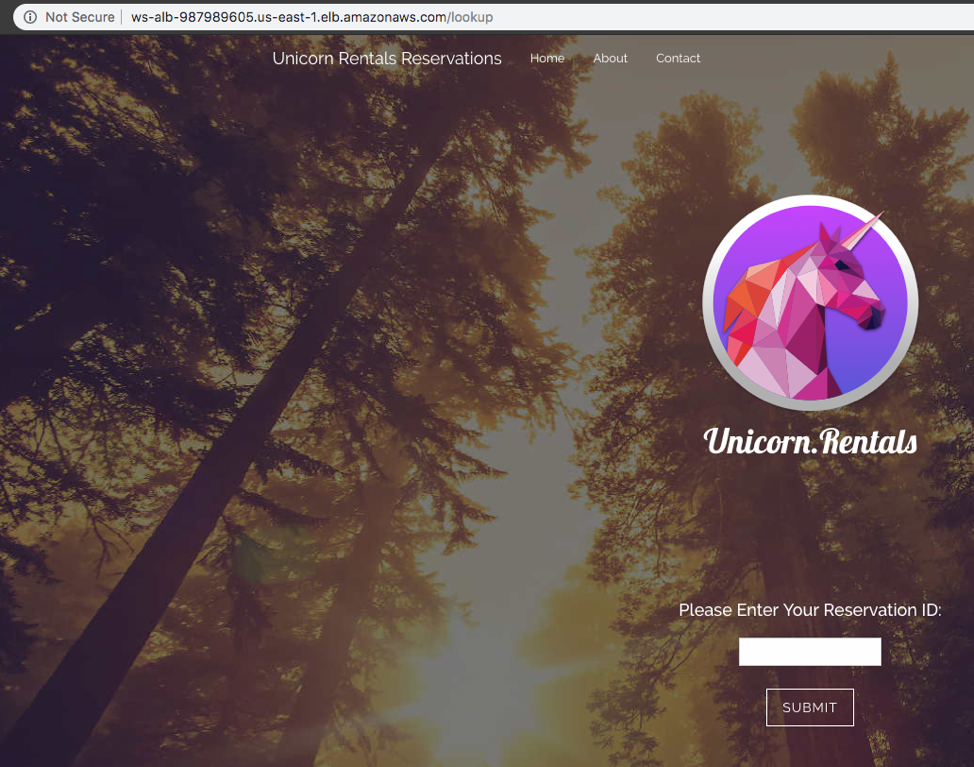 Not Secure ws-alb-987989605.us-east-1.elb.amazonaws.com/lookup
Unicorn Rentals Reservations Home About Contact
Unicorn.Rentals
Please Enter Your Reservation ID:
SUBMIT